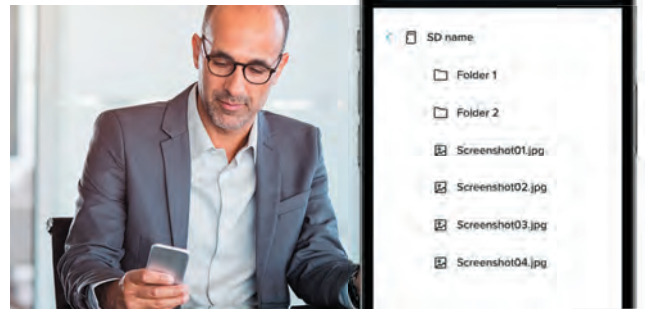 SD name
Folder 1
Folder 2
Screenshot01.jpg
Screenshot02.jpg
Screenshot03.jpg
Screenshot04.jpg